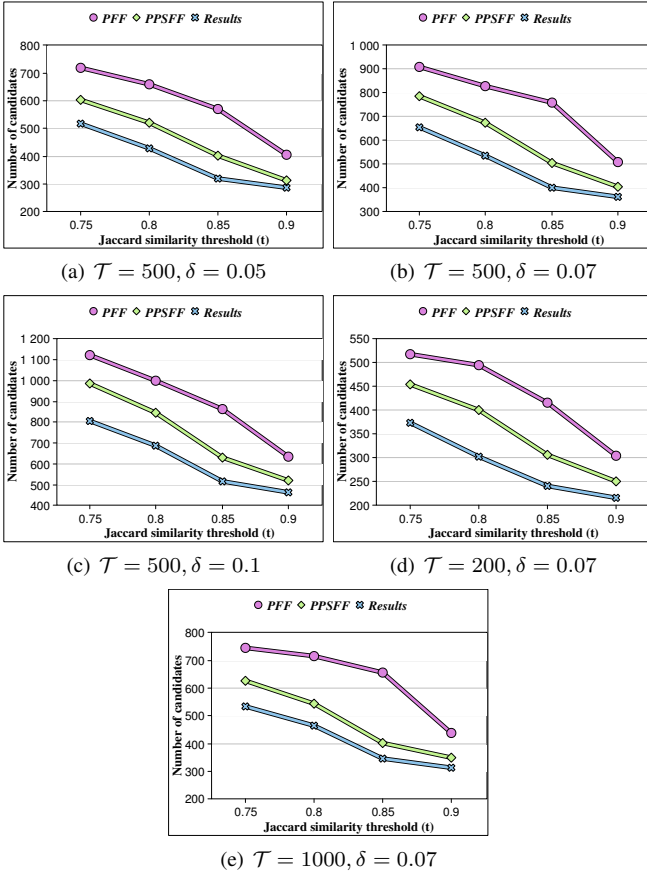 PFF PPSFF Results
Number of candidates
800
700
600
500
400
300
200
0.75 0.8 0.85 0.9
Jaccard similarity threshold (t)
(a) 𝒯 = 500, δ = 0.05
PFF PPSFF Results
Number of candidates
1 000
900
800
700
600
500
400
300
0.75 0.8 0.85 0.9
Jaccard similarity threshold (t)
(b) 𝒯 = 500, δ = 0.07
PFF PPSFF Results
Number of candidates
1 200
1 100
1 000
900
800
700
600
500
400
0.75 0.8 0.85 0.9
Jaccard similarity threshold (t)
(c) 𝒯 = 500, δ = 0.1
PFF PPSFF Results
Number of candidates
550
500
450
400
350
300
250
200
0.75 0.8 0.85 0.9
Jaccard similarity threshold (t)
(d) 𝒯 = 200, δ = 0.07
PFF PPSFF Results
Number of candidates
800
700
600
500
400
300
200
0.75 0.8 0.85 0.9
Jaccard similarity threshold (t)
(e) 𝒯 = 1000, δ = 0.07